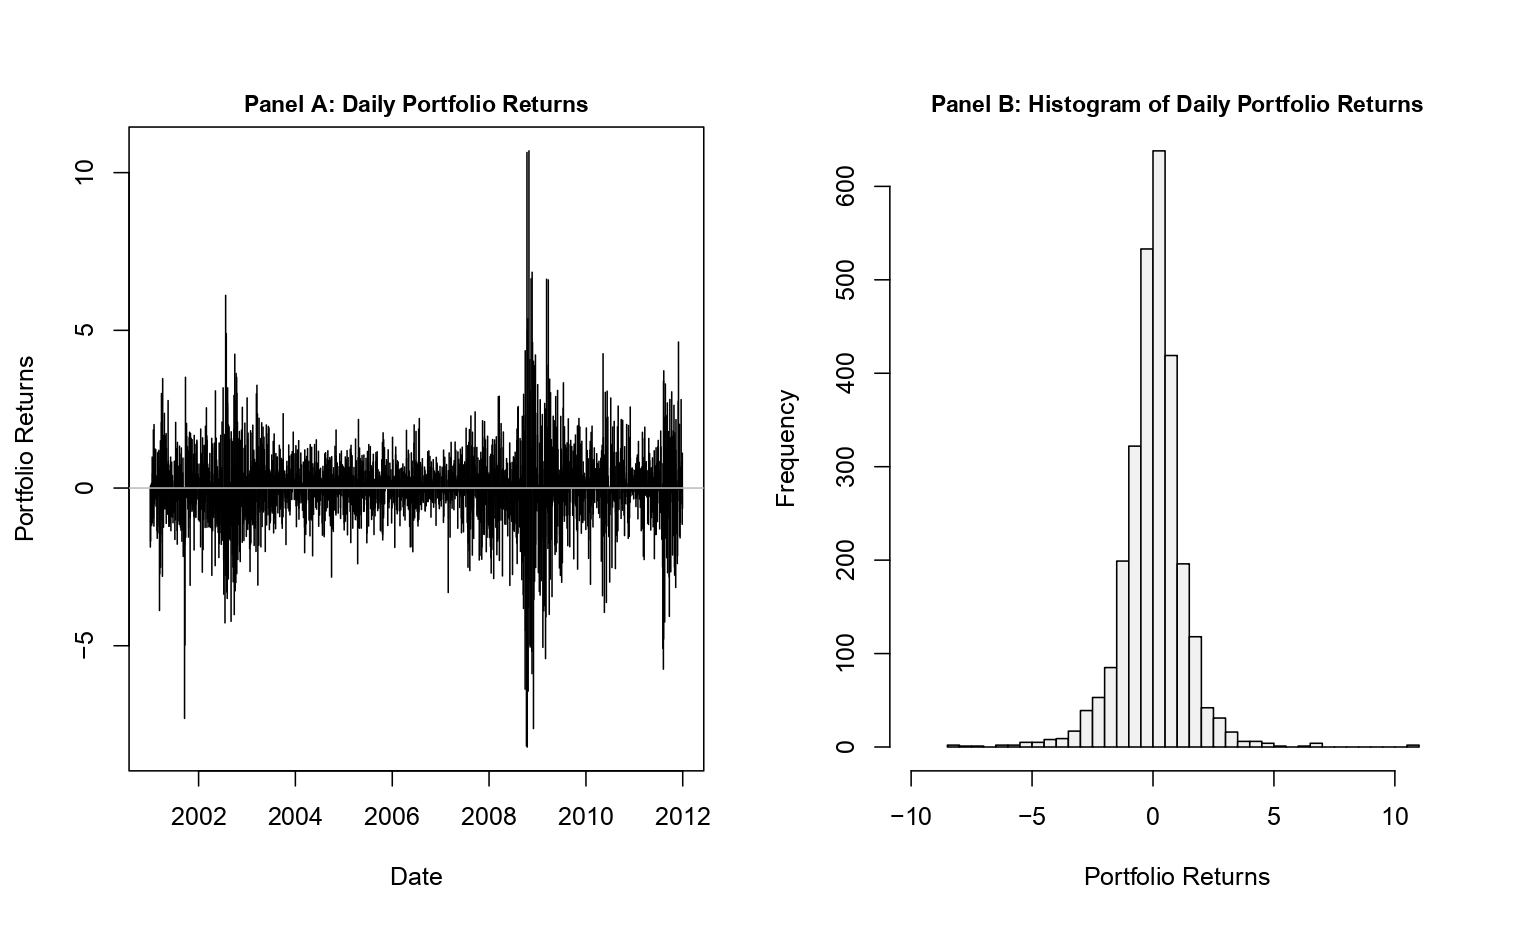 Panel A: Daily Portfolio Returns
Portfolio Returns
10
5
0
−5
2002 2004 2006 2008 2010 2012
Date
Panel B: Histogram of Daily Portfolio Returns
Frequency
600
500
400
300
200
100
0
−10 −5 0 5 10
Portfolio Returns